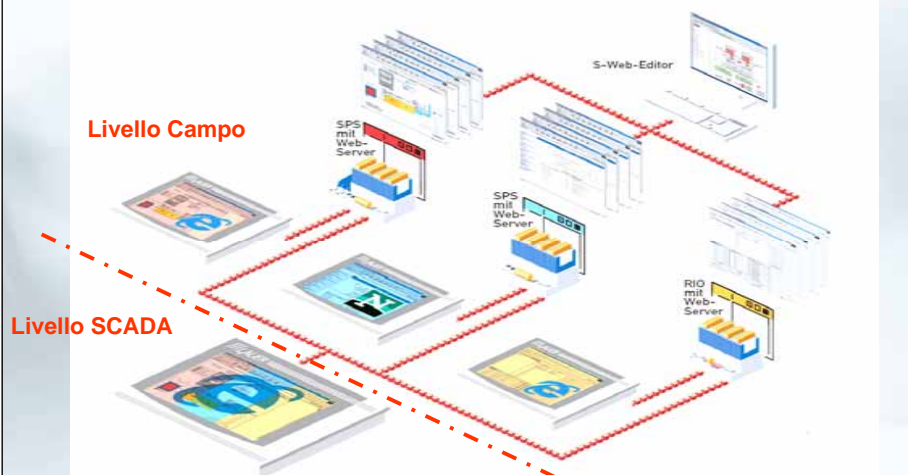 S-Web-Editor
Livello Campo
SPS
mit
Web-
Server
SPS
mit
Web-
Server
RIO
mit
Web-
Server
Livello SCADA